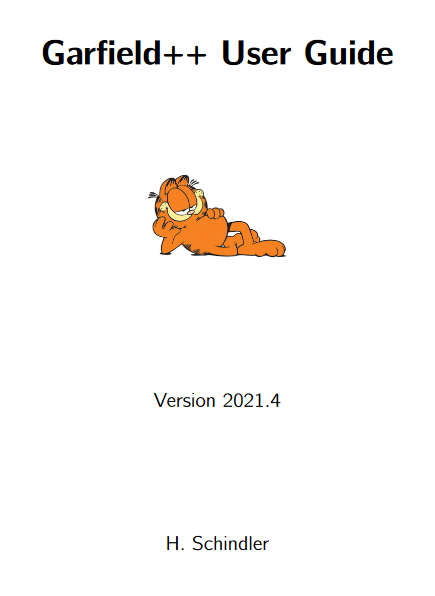 Garfield++ User Guide
Version 2021.4
H. Schindler